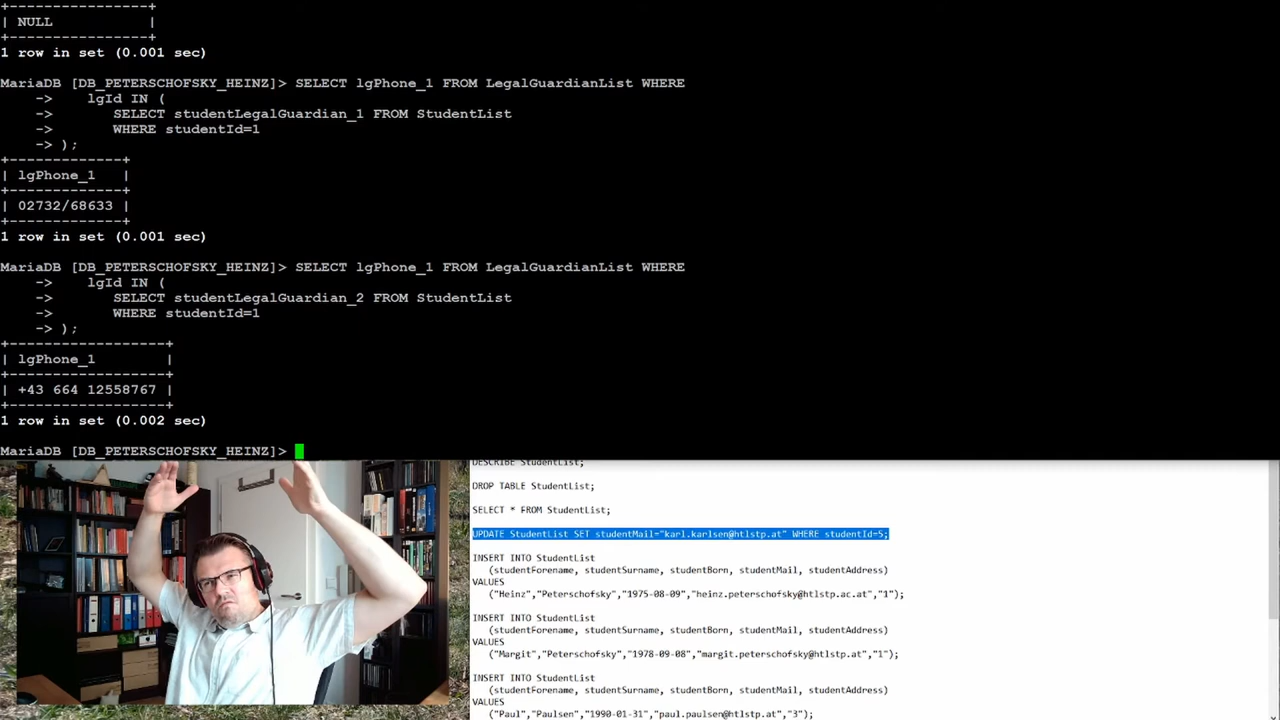 +----------------+
| NULL           |
+----------------+
1 row in set (0.001 sec)
MariaDB [DB_PETERSCHOFSKY_HEINZ]> SELECT lgPhone_1 FROM LegalGuardianList WHERE
    ->     lgId IN (
    ->        SELECT studentLegalGuardian_1 FROM StudentList
    ->        WHERE studentId=1
    -> );
+-------------+
| lgPhone_1   |
+-------------+
| 02732/68633 |
+-------------+
1 row in set (0.001 sec)
MariaDB [DB_PETERSCHOFSKY_HEINZ]> SELECT lgPhone_1 FROM LegalGuardianList WHERE
    ->     lgId IN (
    ->        SELECT studentLegalGuardian_2 FROM StudentList
    ->        WHERE studentId=1
    -> );
+------------------+
| lgPhone_1        |
+------------------+
| +43 664 12558767 |
+------------------+
1 row in set (0.002 sec)
MariaDB [DB_PETERSCHOFSKY_HEINZ]>
DESCRIBE StudentList;
DROP TABLE StudentList;
SELECT * FROM StudentList;
UPDATE StudentList SET studentMail="karl.karlsen@htlstp.at" WHERE studentId=5;
INSERT INTO StudentList
(studentForename, studentSurname, studentBorn, studentMail, studentAddress)
VALUES
("Heinz","Peterschofsky","1975-08-09","heinz.peterschofsky@htlstp.ac.at","1");
INSERT INTO StudentList
(studentForename, studentSurname, studentBorn, studentMail, studentAddress)
VALUES
("Margit","Peterschofsky","1978-09-08","margit.peterschofsky@htlstp.at","1");
INSERT INTO StudentList
(studentForename, studentSurname, studentBorn, studentMail, studentAddress)
VALUES
("Paul","Paulsen","1990-01-31","paul.paulsen@htlstp.at","3");